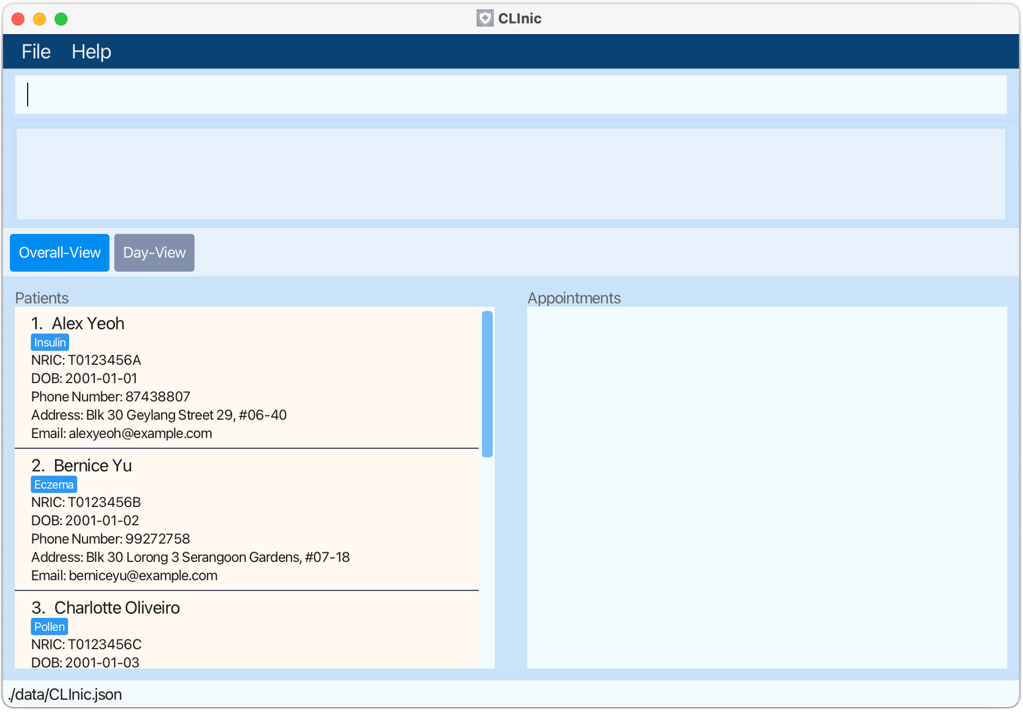 CLInic
File Help
Overall-View Day-View
Patients
1. Alex Yeoh
Insulin
NRIC: T0123456A
DOB: 2001-01-01
Phone Number: 87438807
Address: Blk 30 Geylang Street 29, #06-40
Email: alexyeoh@example.com
2. Bernice Yu
Eczema
NRIC: T0123456B
DOB: 2001-01-02
Phone Number: 99272758
Address: Blk 30 Lorong 3 Serangoon Gardens, #07-18
Email: berniceyu@example.com
3. Charlotte Oliveiro
Pollen
NRIC: T0123456C
DOB: 2001-01-03
Appointments
./data/CLInic.json